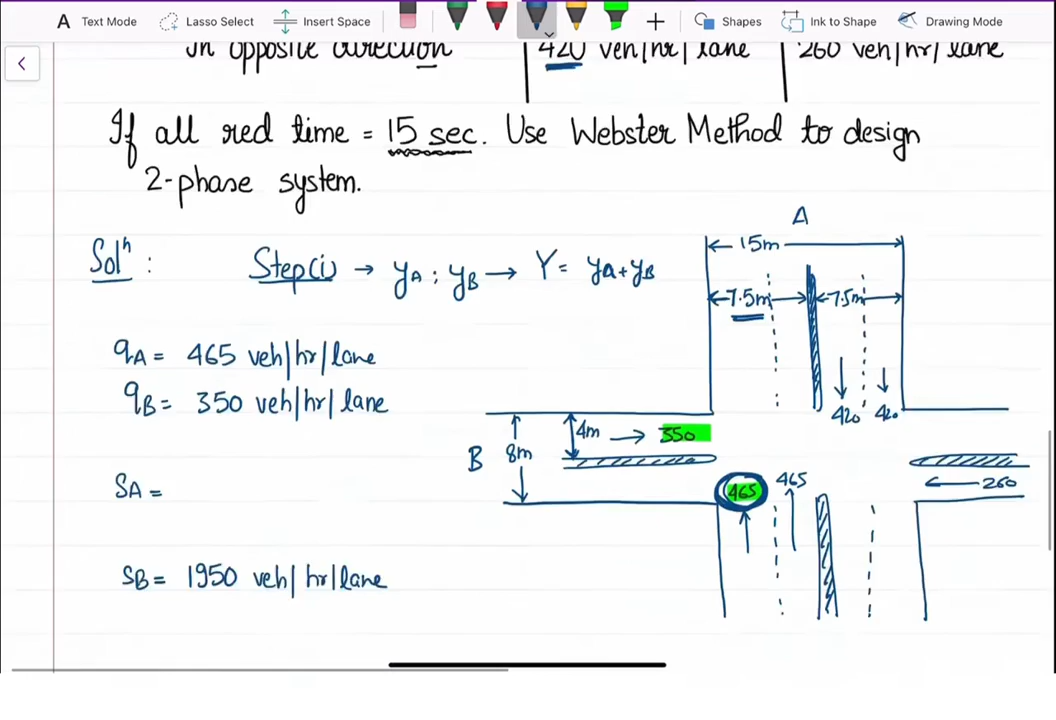 A Text Mode Lasso Select Insert Space Shapes Ink to Shape Drawing Mode
in opposite direction 420 veh/hr/lane 260 veh/hr/lane
If all red time = 15 sec. Use Webster Method to design
2-phase system.
A
15m
Solⁿ : Step(i) → yA ; yB → Y = yA+yB
7.5m 7.5m
qA = 465 veh/hr/lane
qB = 350 veh/hr/lane
420 420
4m → 350
B 8m
465 465
260
SA =
SB = 1950 veh/hr/lane